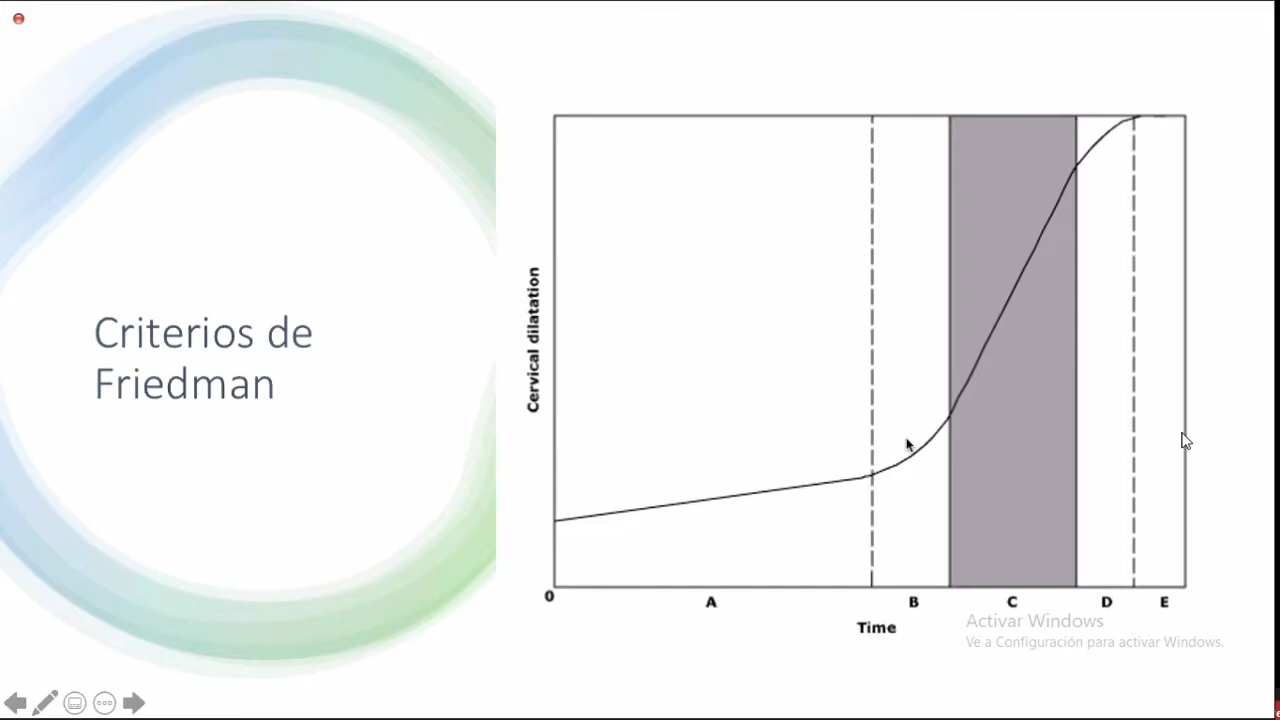 Criterios de
Friedman
Cervical dilatation
0
A
B
C
D
E
Time
Activar Windows
Ve a Configuración para activar Windows.